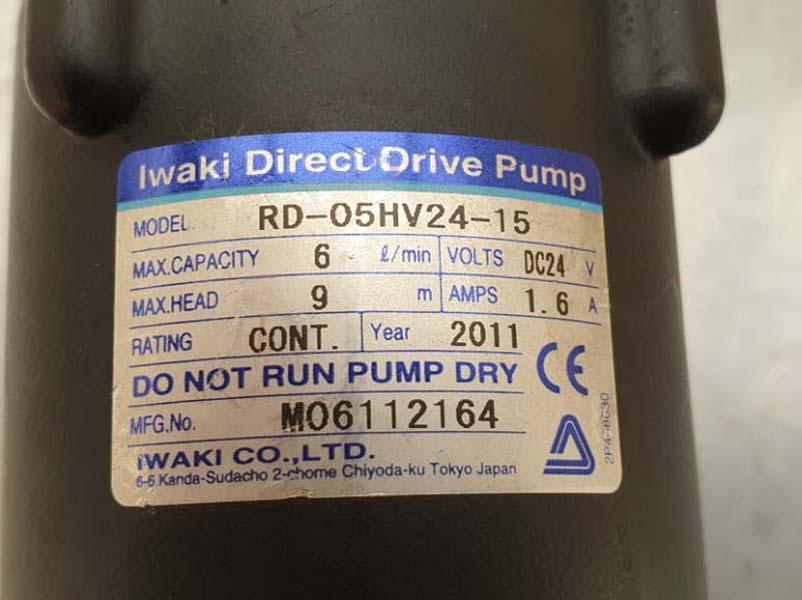 Iwaki Direct Drive Pump
MODEL RD-05HV24-15
MAX.CAPACITY 6 ℓ/min VOLTS DC24 V
MAX.HEAD 9 m AMPS 1.6 A
RATING CONT. Year 2011
DO NOT RUN PUMP DRY CE
MFG.No. M06112164
IWAKI CO.,LTD.
6-6 Kanda-Sudacho 2-chome Chiyoda-ku Tokyo Japan